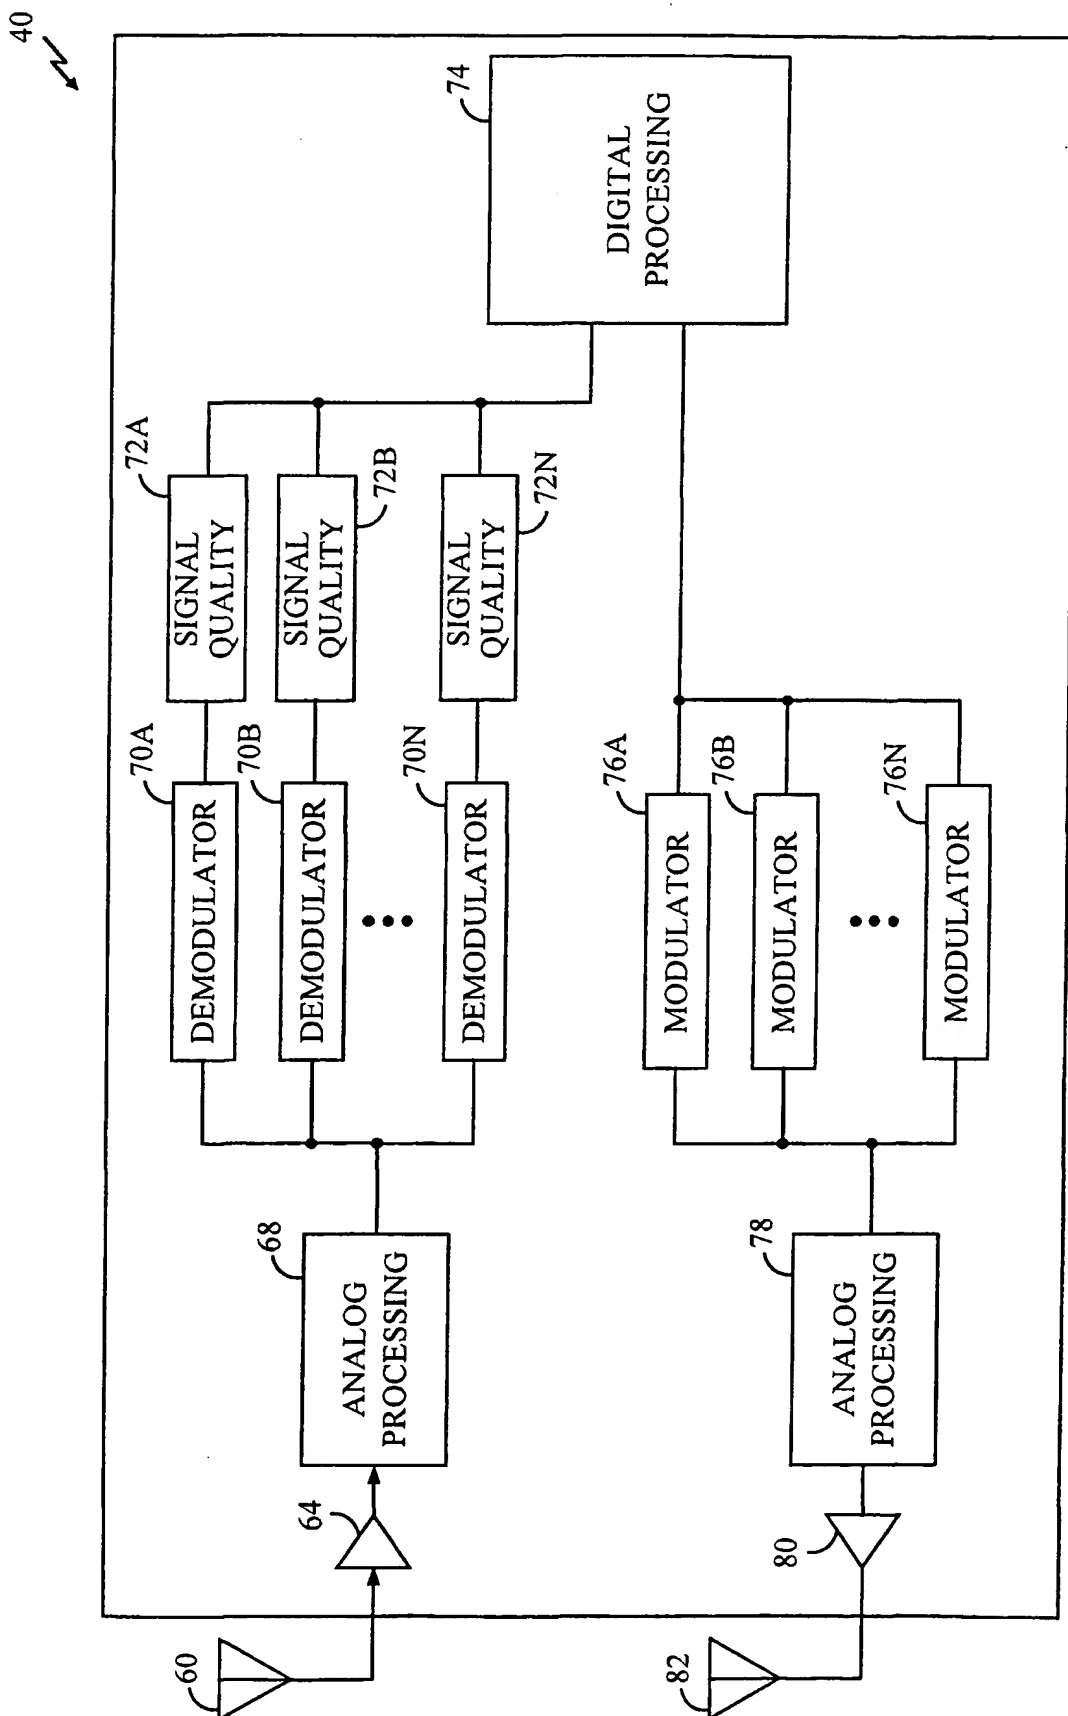 40
60
64
68
ANALOG
PROCESSING
70A
DEMODULATOR
70B
DEMODULATOR
70N
DEMODULATOR
72A
SIGNAL
QUALITY
72B
SIGNAL
QUALITY
72N
SIGNAL
QUALITY
74
DIGITAL
PROCESSING
76A
MODULATOR
76B
MODULATOR
76N
MODULATOR
78
ANALOG
PROCESSING
80
82